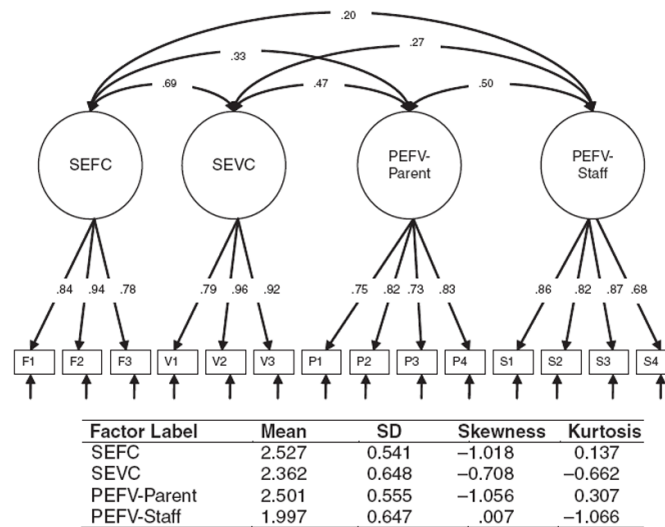 .20
.33 .27
.69 .47 .50
SEFC SEVC PEFV-Parent PEFV-Staff
.84 .94 .78 .79 .96 .92 .75 .82 .73 .83 .86 .82 .87 .68
F1 F2 F3 V1 V2 V3 P1 P2 P3 P4 S1 S2 S3 S4
Factor Label Mean SD Skewness Kurtosis
SEFC 2.527 0.541 –1.018 0.137
SEVC 2.362 0.648 –0.708 –0.662
PEFV-Parent 2.501 0.555 –1.056 0.307
PEFV-Staff 1.997 0.647 .007 –1.066